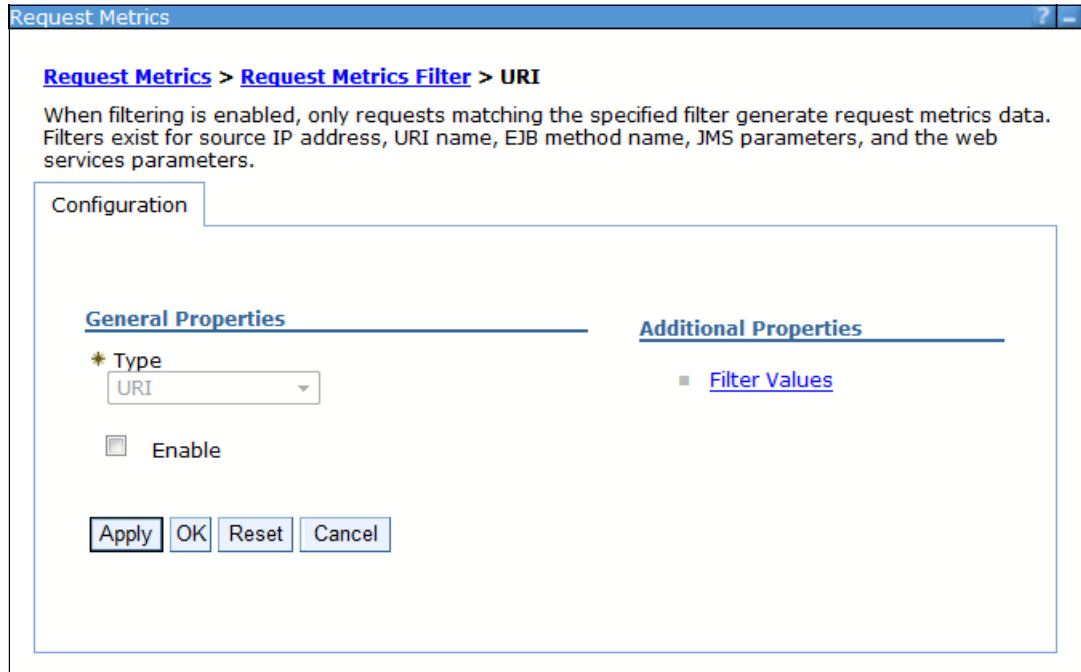 Request Metrics ? _
Request Metrics > Request Metrics Filter > URI
When filtering is enabled, only requests matching the specified filter generate request metrics data.
Filters exist for source IP address, URI name, EJB method name, JMS parameters, and the web
services parameters.
Configuration
General Properties
* Type
URI
Enable
Apply OK Reset Cancel
Additional Properties
Filter Values